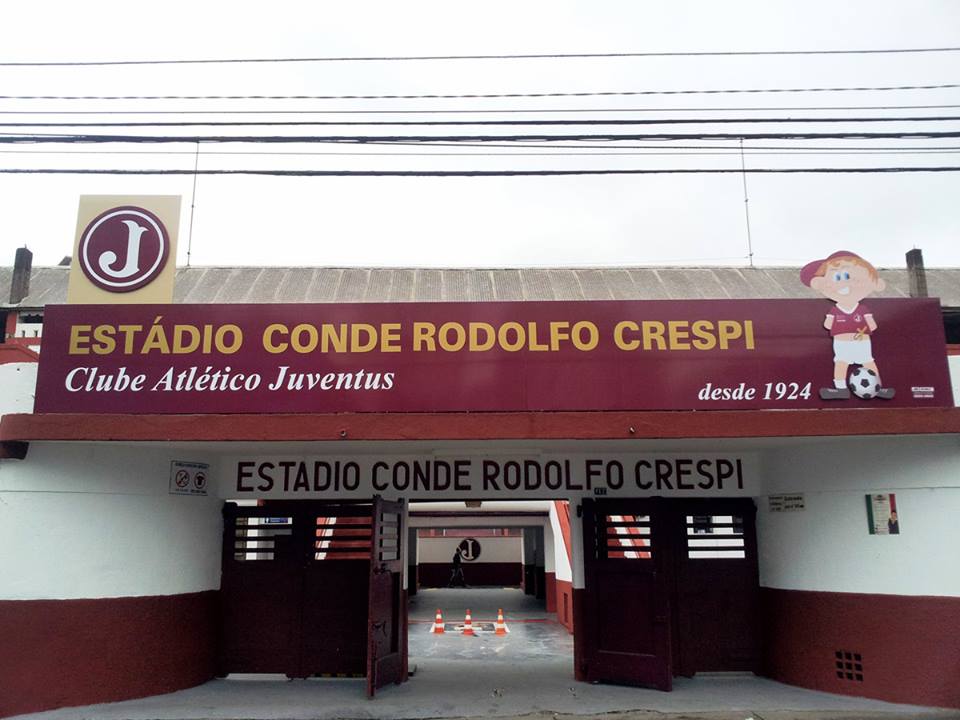 J
ESTÁDIO CONDE RODOLFO CRESPI
Clube Atlético Juventus
desde 1924
ESTADIO CONDE RODOLFO CRESPI
J